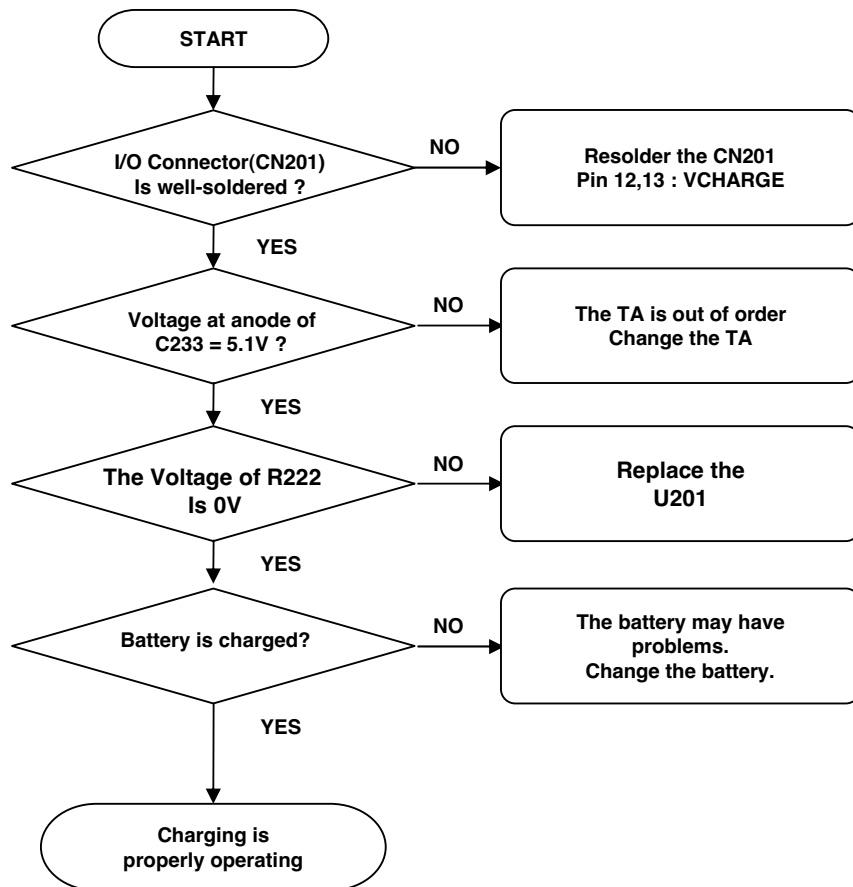 START
I/O Connector(CN201)
Is well-soldered ?
NO
Resolder the CN201
Pin 12,13 : VCHARGE
YES
Voltage at anode of
C233 = 5.1V ?
NO
The TA is out of order
Change the TA
YES
The Voltage of R222
Is 0V
NO
Replace the
U201
YES
Battery is charged?
NO
The battery may have
problems.
Change the battery.
YES
Charging is
properly operating